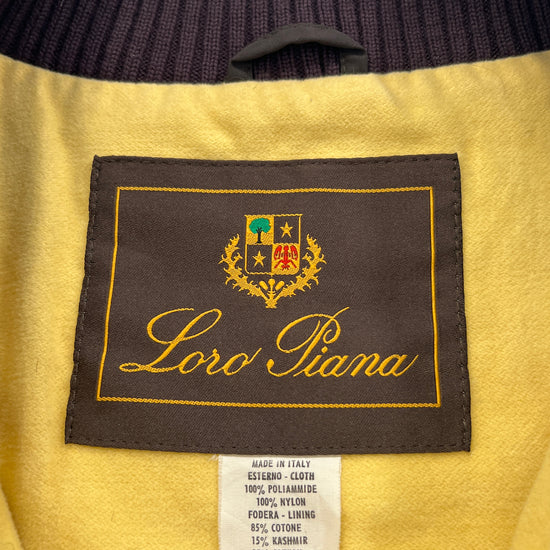 Loro Piana
MADE IN ITALY
ESTERNO - CLOTH
100% POLIAMMIDE
100% NYLON
FODERA - LINING
85% COTONE
15% KASHMIR